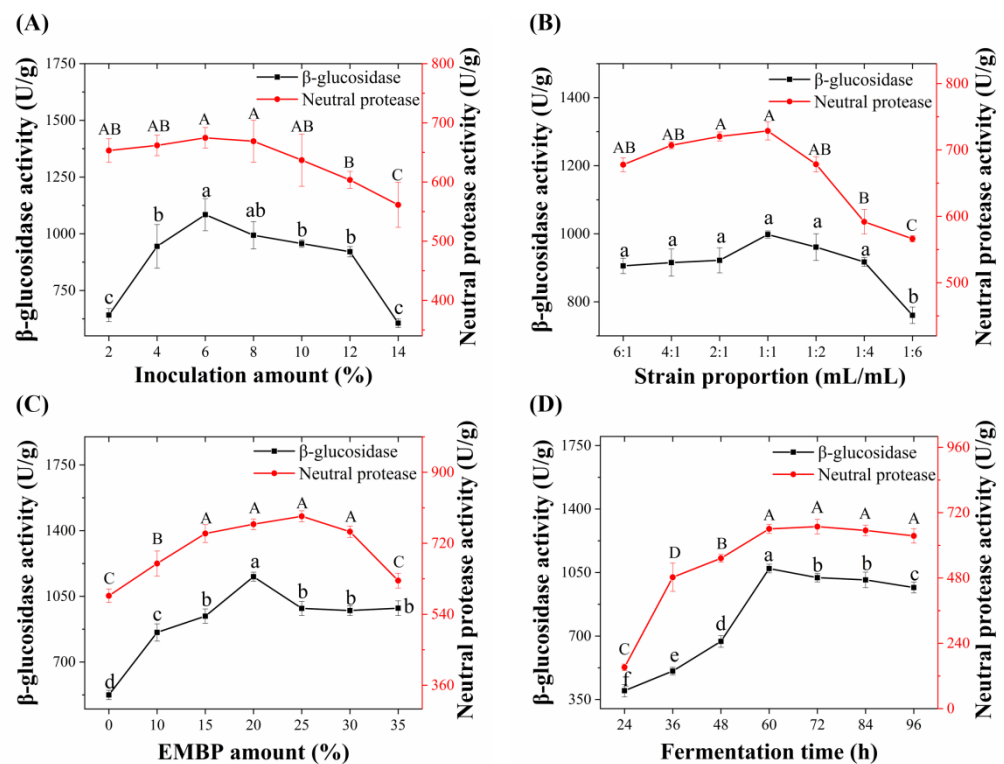 (A)
β-glucosidase activity (U/g)
1750
1500
1250
1000
750
β-glucosidase
Neutral protease
AB
AB
A
A
AB
B
C
c
b
a
ab
b
b
c
800
700
600
500
400
Neutral protease activity (U/g)
2
4
6
8
10
12
14
Inoculation amount (%)
(B)
β-glucosidase activity (U/g)
1400
1200
1000
800
β-glucosidase
Neutral protease
AB
AB
A
A
AB
B
C
a
a
a
a
a
a
b
800
700
600
500
Neutral protease activity (U/g)
6:1
4:1
2:1
1:1
1:2
1:4
1:6
Strain proportion (mL/mL)
(C)
β-glucosidase activity (U/g)
1750
1400
1050
700
β-glucosidase
Neutral protease
C
B
A
A
A
A
C
d
c
b
a
b
b
b
900
720
540
360
Neutral protease activity (U/g)
0
10
15
20
25
30
35
EMBP amount (%)
(D)
β-glucosidase activity (U/g)
1750
1400
1050
700
350
β-glucosidase
Neutral protease
C
D
B
A
A
A
A
f
e
d
a
b
b
c
960
720
480
240
0
Neutral protease activity (U/g)
24
36
48
60
72
84
96
Fermentation time (h)